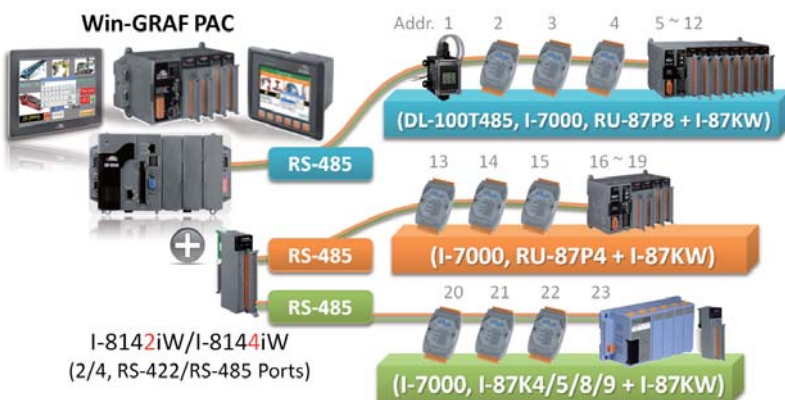 Win-GRAF PAC
Addr. 1 2 3 4 5 ~ 12
(DL-100T485, I-7000, RU-87P8 + I-87KW)
RS-485
13 14 15 16 ~ 19
RS-485
(I-7000, RU-87P4 + I-87KW)
RS-485
20 21 22 23
I-8142iW/I-8144iW
(2/4, RS-422/RS-485 Ports)
(I-7000, I-87K4/5/8/9 + I-87KW)